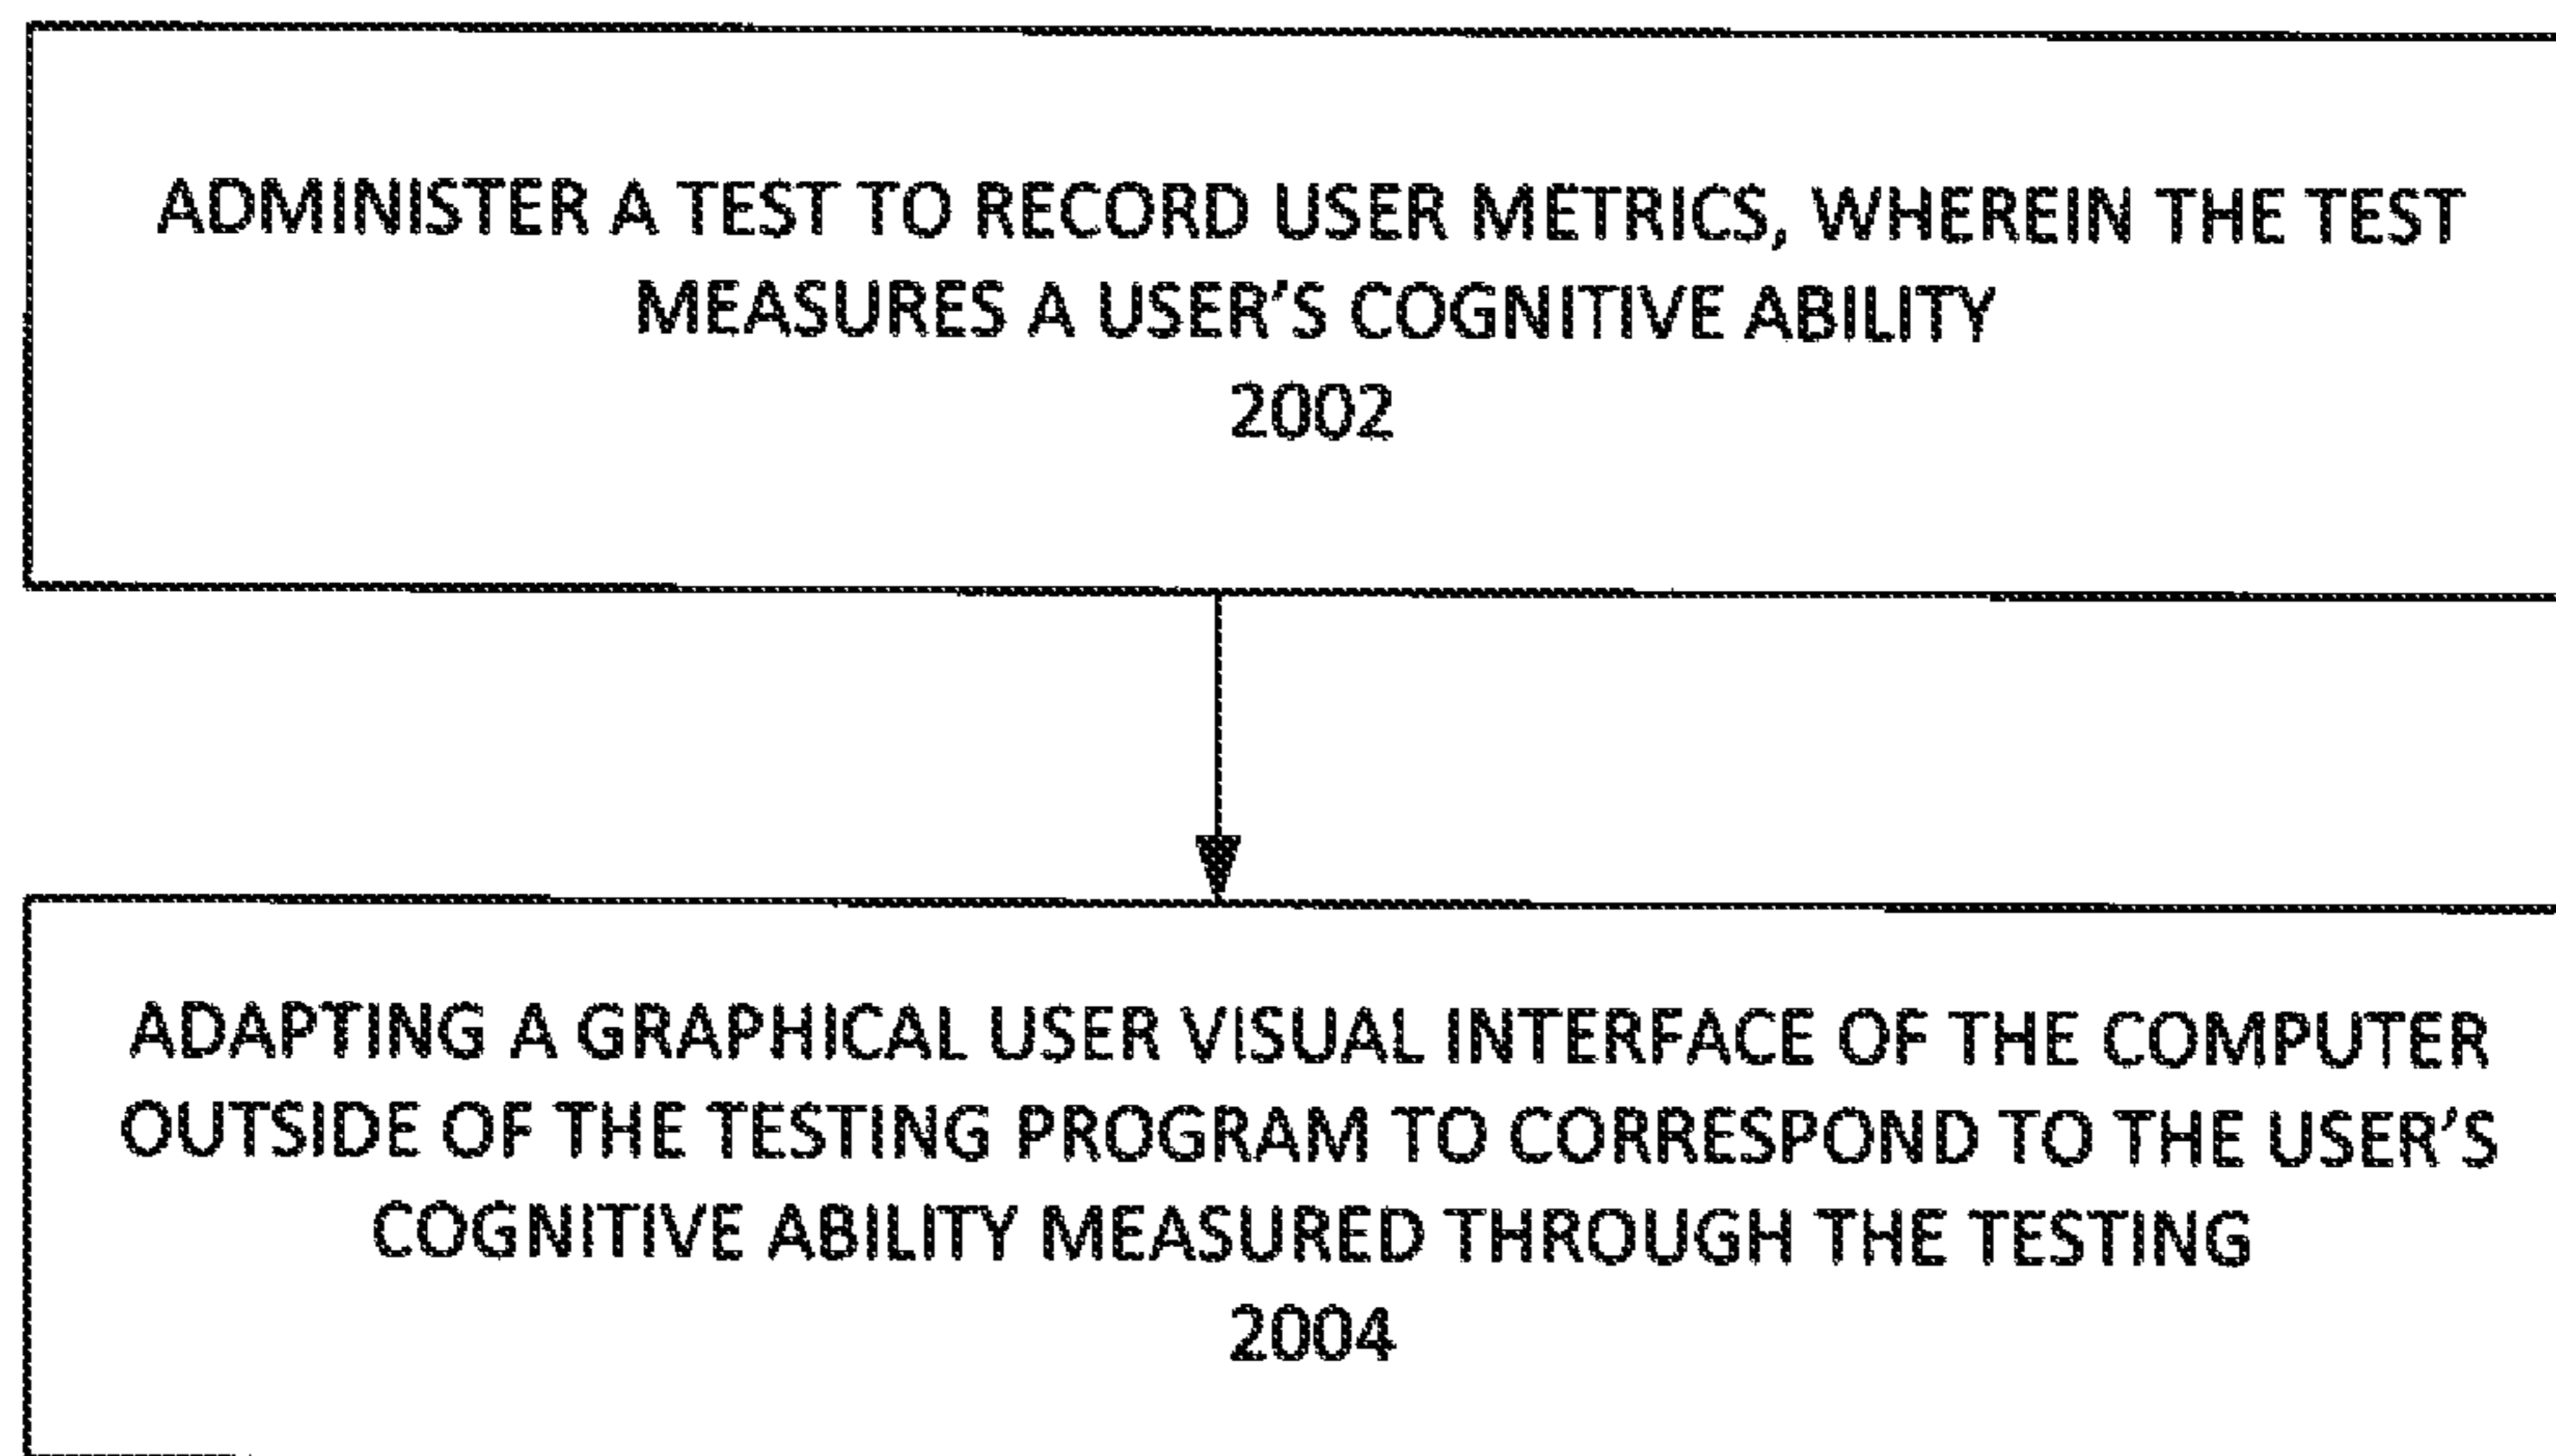 ADMINISTER A TEST TO RECORD USER METRICS, WHEREIN THE TEST
MEASURES A USER'S COGNITIVE ABILITY
2002
ADAPTING A GRAPHICAL USER VISUAL INTERFACE OF THE COMPUTER
OUTSIDE OF THE TESTING PROGRAM TO CORRESPOND TO THE USER'S
COGNITIVE ABILITY MEASURED THROUGH THE TESTING
2004